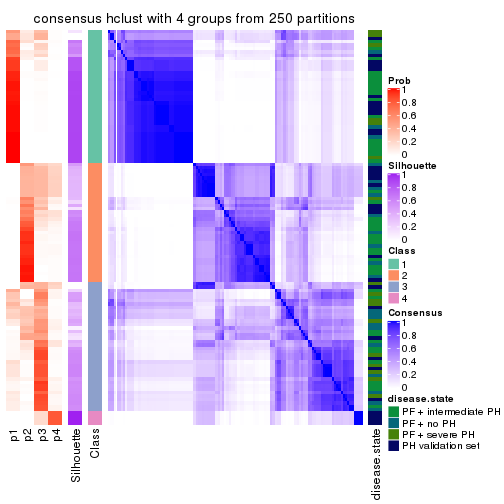 consensus hclust with 4 groups from 250 partitions
Prob
1
0.8
0.6
0.4
0.2
0
Silhouette
1
0.8
0.6
0.4
0.2
0
Class
1
2
3
4
Consensus
1
0.8
0.6
0.4
0.2
0
disease.state
PF + intermediate PH
PF + no PH
PF + severe PH
PH validation set
p1
p2
p3
p4
Silhouette
Class
disease.state